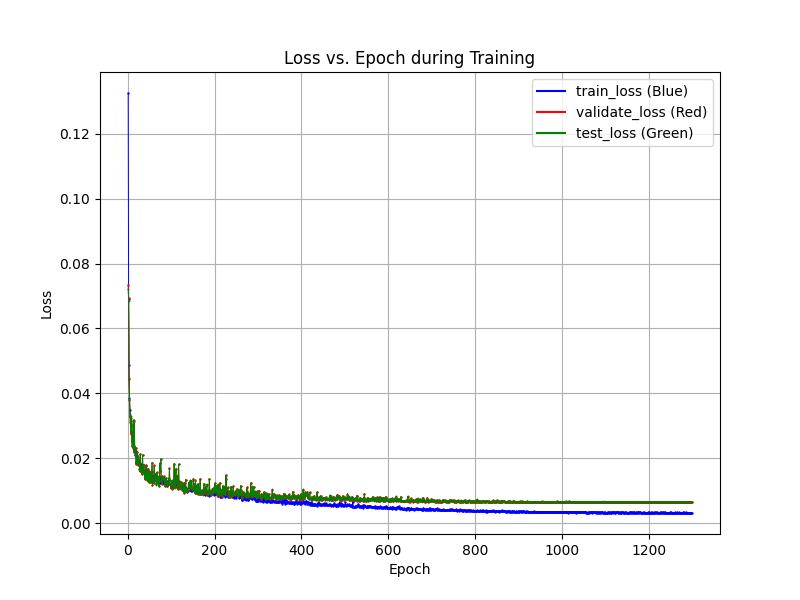 Loss vs. Epoch during Training
train_loss (Blue)
validate_loss (Red)
test_loss (Green)
0.12
0.10
0.08
0.06
0.04
0.02
0.00
Loss
0 200 400 600 800 1000 1200
Epoch